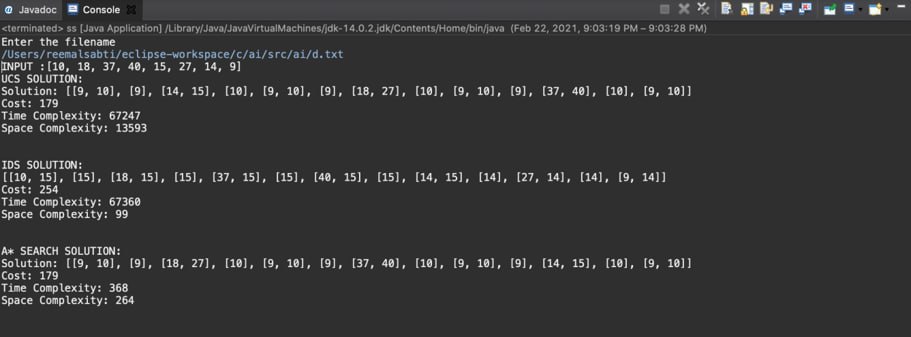 Javadoc Console
<terminated> ss [Java Application] /Library/Java/JavaVirtualMachines/jdk-14.0.2.jdk/Contents/Home/bin/java (Feb 22, 2021, 9:03:19 PM – 9:03:28 PM)
Enter the filename
/Users/reemalsabti/eclipse-workspace/c/ai/src/ai/d.txt
INPUT :[10, 18, 37, 40, 15, 27, 14, 9]
UCS SOLUTION:
Solution: [[9, 10], [9], [14, 15], [10], [9, 10], [9], [18, 27], [10], [9, 10], [9], [37, 40], [10], [9, 10]]
Cost: 179
Time Complexity: 67247
Space Complexity: 13593
IDS SOLUTION:
[[10, 15], [15], [18, 15], [15], [37, 15], [15], [40, 15], [15], [14, 15], [14], [27, 14], [14], [9, 14]]
Cost: 254
Time Complexity: 67360
Space Complexity: 99
A* SEARCH SOLUTION:
Solution: [[9, 10], [9], [18, 27], [10], [9, 10], [9], [37, 40], [10], [9, 10], [9], [14, 15], [10], [9, 10]]
Cost: 179
Time Complexity: 368
Space Complexity: 264